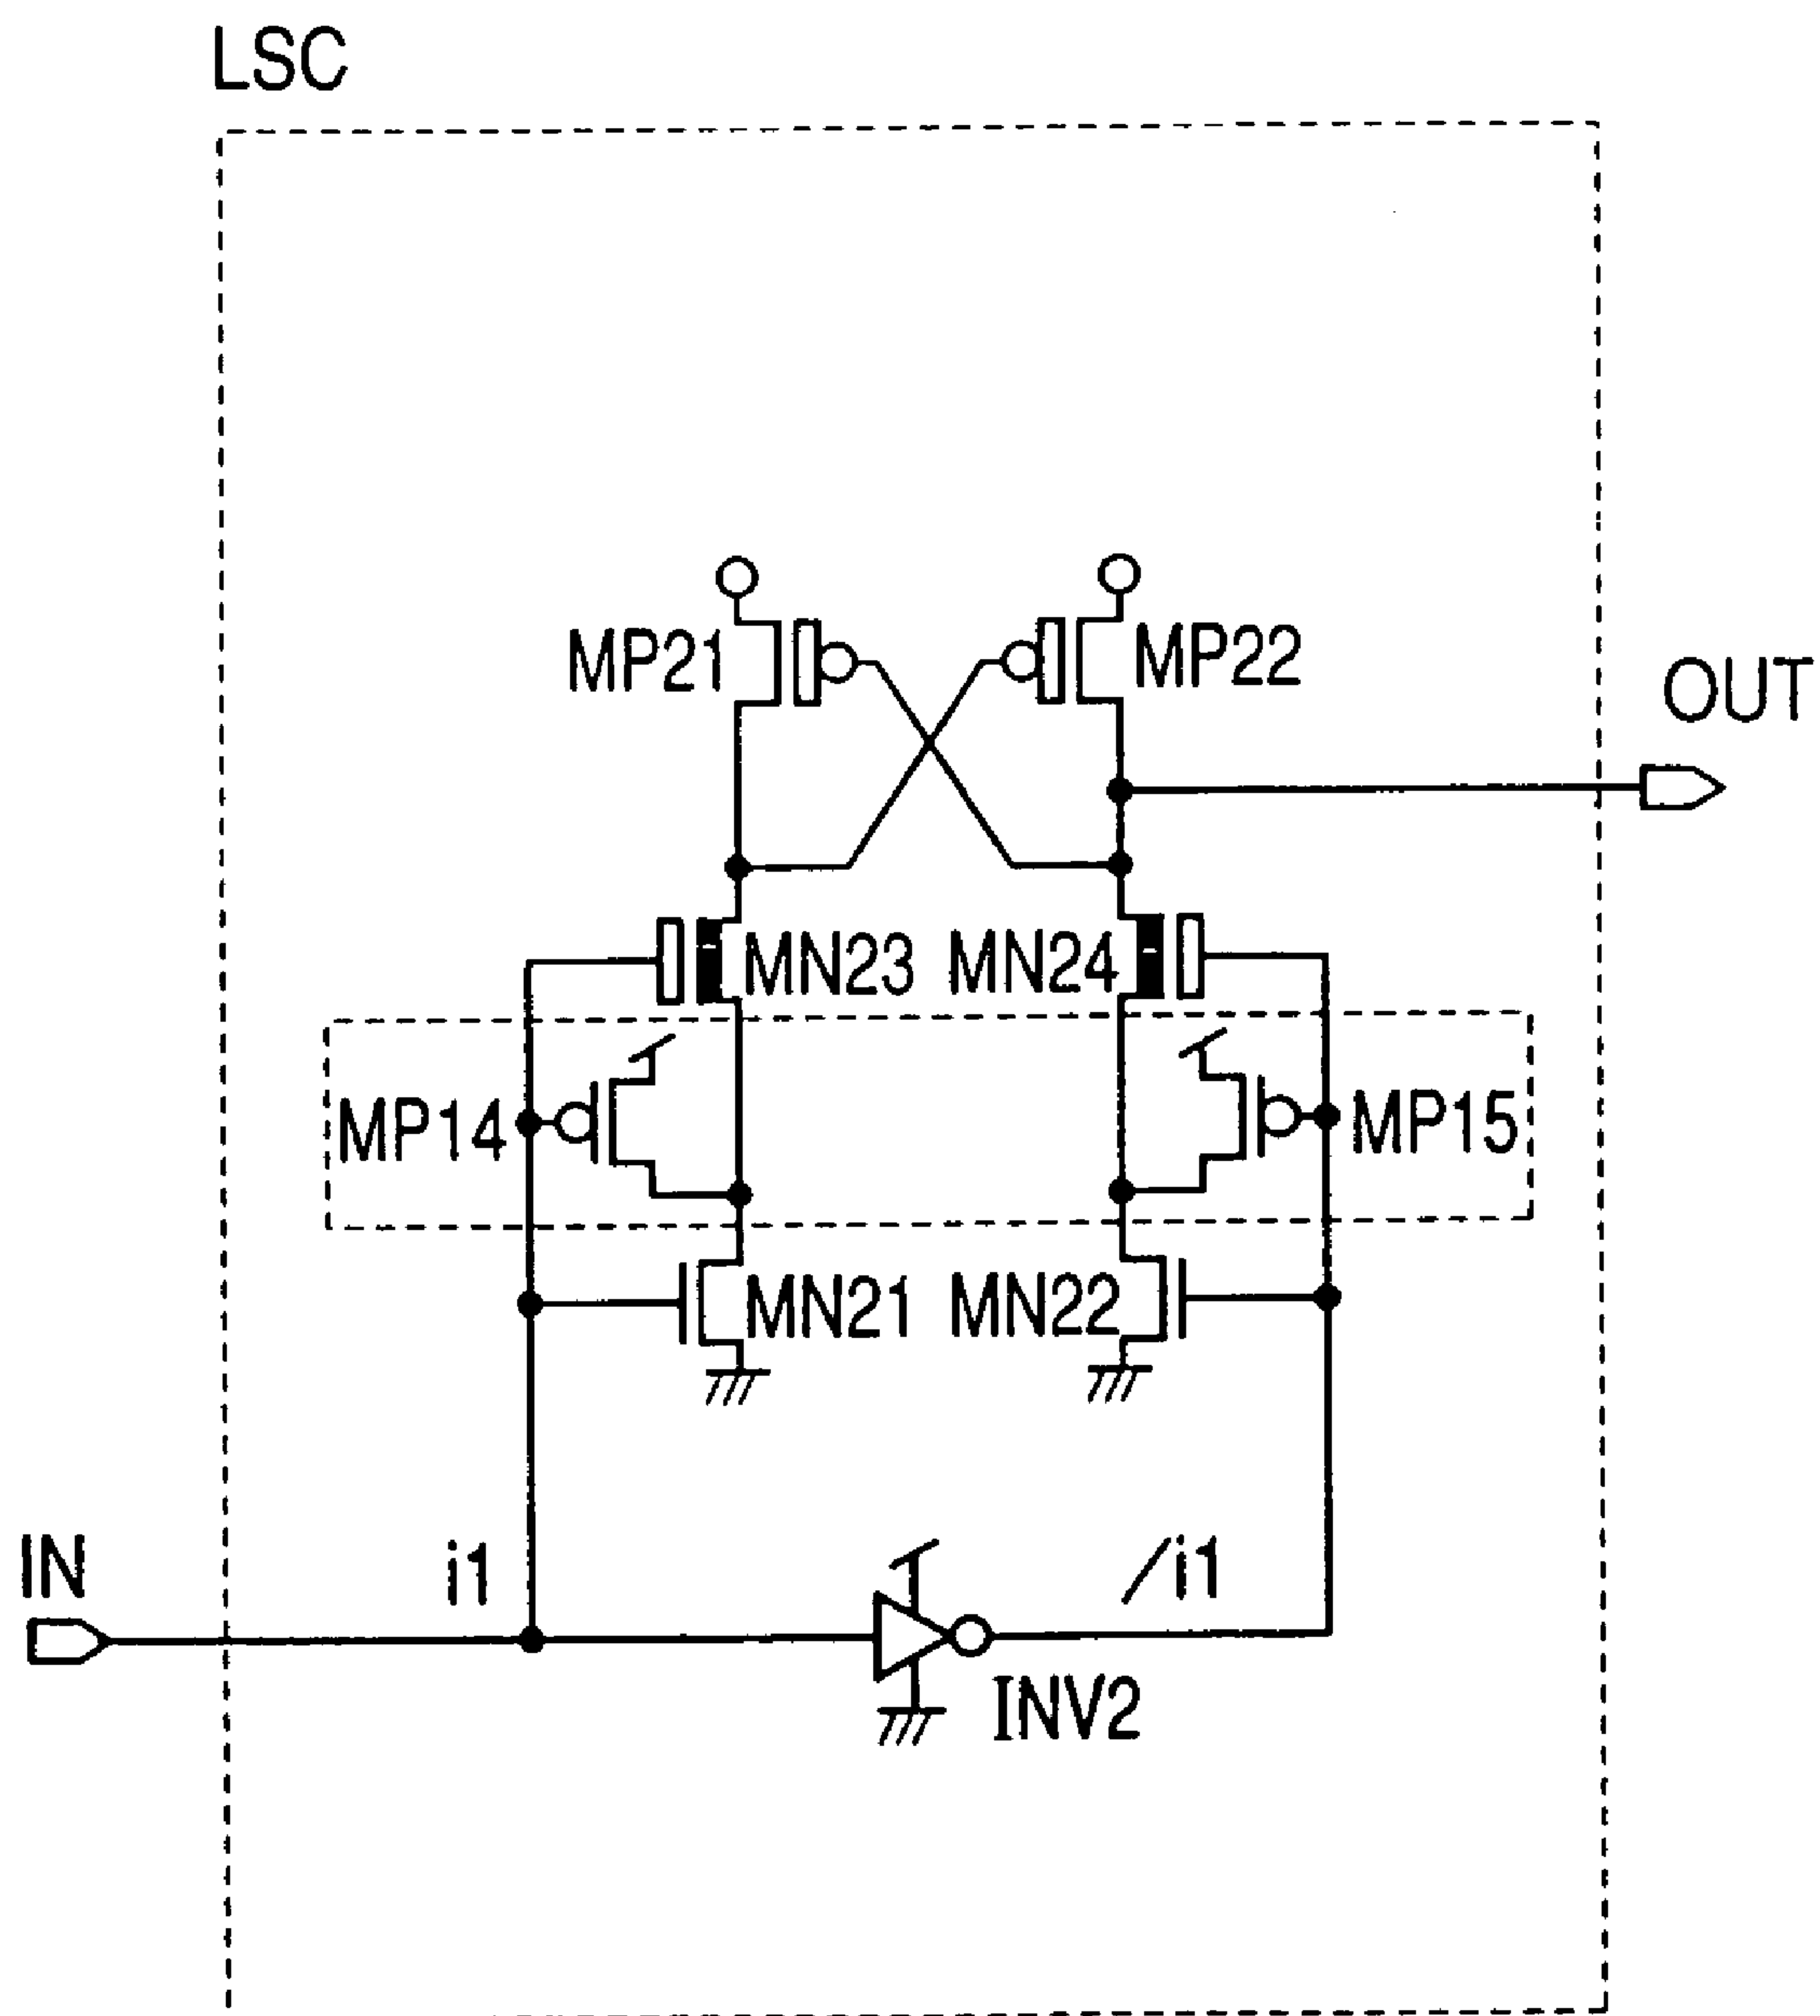 LSC
MP21
MP22
OUT
MN23
MN24
MP14
MP15
MN21
MN22
IN
i1
/i1
INV2